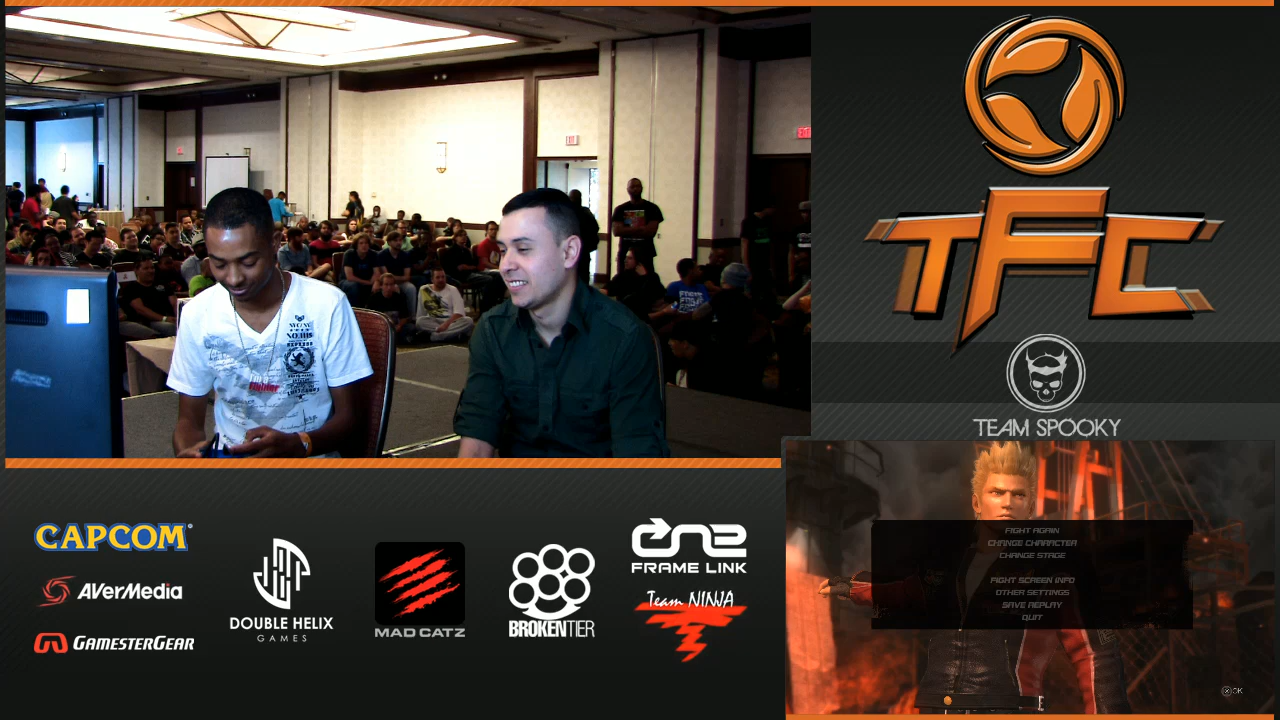 TFC
TEAM SPOOKY
CAPCOM
AVerMedia
GAMESTERGEAR
DOUBLE HELIX
GAMES
MAD CATZ
BROKENTIER
ONE
FRAME LINK
Team NINJA
FIGHT AGAIN
CHANGE CHARACTER
CHANGE STAGE
FIGHT SCREEN INFO
OTHER SETTINGS
SAVE REPLAY
QUIT
OK